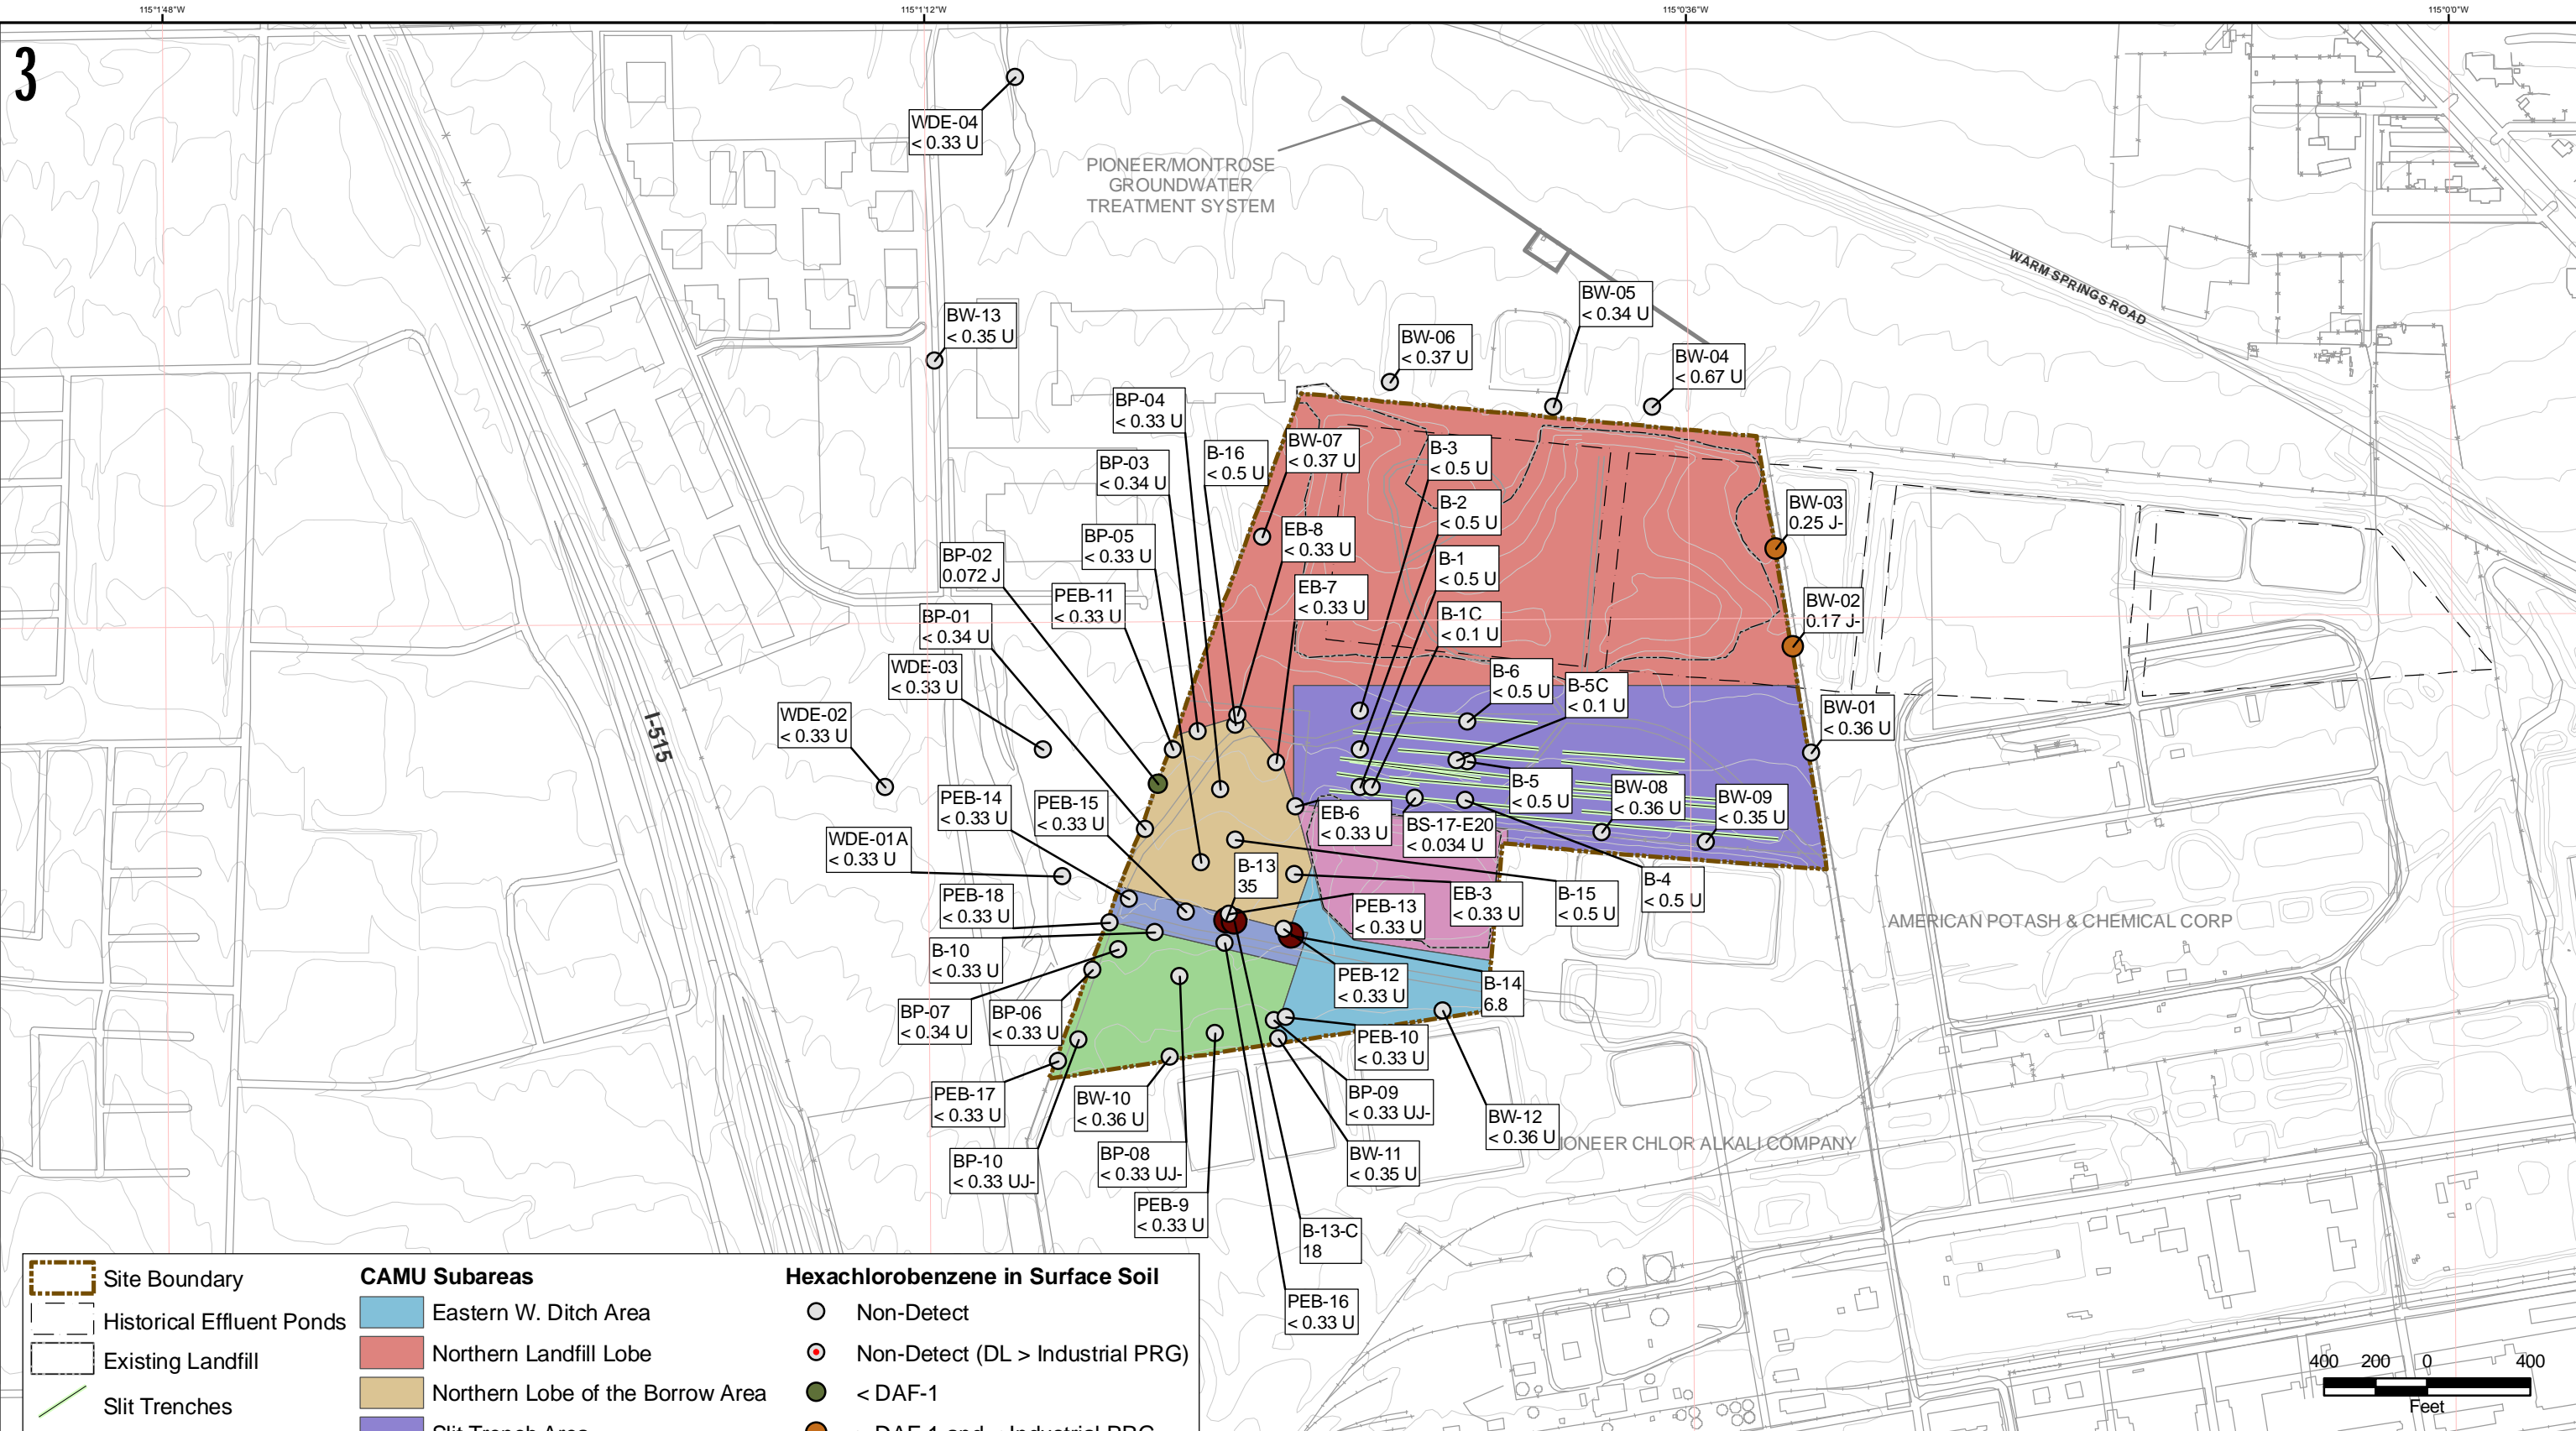 115°1'48"W
115°1'12"W
115°0'36"W
115°0'0"W
3
WDE-04
< 0.33 U
PIONEER/MONTROSE
GROUNDWATER
TREATMENT SYSTEM
WARM SPRINGS ROAD
BW-13
< 0.35 U
BW-05
< 0.34 U
BW-06
< 0.37 U
BW-04
< 0.67 U
BP-04
< 0.33 U
BP-03
< 0.34 U
B-16
< 0.5 U
BW-07
< 0.37 U
B-3
< 0.5 U
B-2
< 0.5 U
BW-03
0.25 J-
BP-05
< 0.33 U
EB-8
< 0.33 U
BP-02
0.072 J
B-1
< 0.5 U
PEB-11
< 0.33 U
EB-7
< 0.33 U
BW-02
0.17 J-
BP-01
< 0.34 U
B-1C
< 0.1 U
WDE-03
< 0.33 U
B-6
< 0.5 U
B-5C
< 0.1 U
I-515
WDE-02
< 0.33 U
BW-01
< 0.36 U
PEB-14
< 0.33 U
PEB-15
< 0.33 U
B-5
< 0.5 U
BW-08
< 0.36 U
BW-09
< 0.35 U
EB-6
< 0.33 U
BS-17-E20
< 0.034 U
WDE-01A
< 0.33 U
B-13
35
PEB-18
< 0.33 U
PEB-13
< 0.33 U
EB-3
< 0.33 U
B-15
< 0.5 U
B-4
< 0.5 U
AMERICAN POTASH & CHEMICAL CORP
B-10
< 0.33 U
PEB-12
< 0.33 U
B-14
6.8
BP-07
< 0.34 U
BP-06
< 0.33 U
PEB-10
< 0.33 U
PEB-17
< 0.33 U
BW-10
< 0.36 U
BP-09
< 0.33 UJ-
BW-12
< 0.36 U
IONEER CHLOR ALKALI COMPANY
BP-10
< 0.33 UJ-
BP-08
< 0.33 UJ-
BW-11
< 0.35 U
PEB-9
< 0.33 U
B-13-C
18
PEB-16
< 0.33 U
Site Boundary
Historical Effluent Ponds
Existing Landfill
Slit Trenches
CAMU Subareas
Eastern W. Ditch Area
Northern Landfill Lobe
Northern Lobe of the Borrow Area
Slit Trench Area
Hexachlorobenzene in Surface Soil
Non-Detect
Non-Detect (DL > Industrial PRG)
< DAF-1
DAF-1 and Industrial PRG
400 200 0 400
Feet